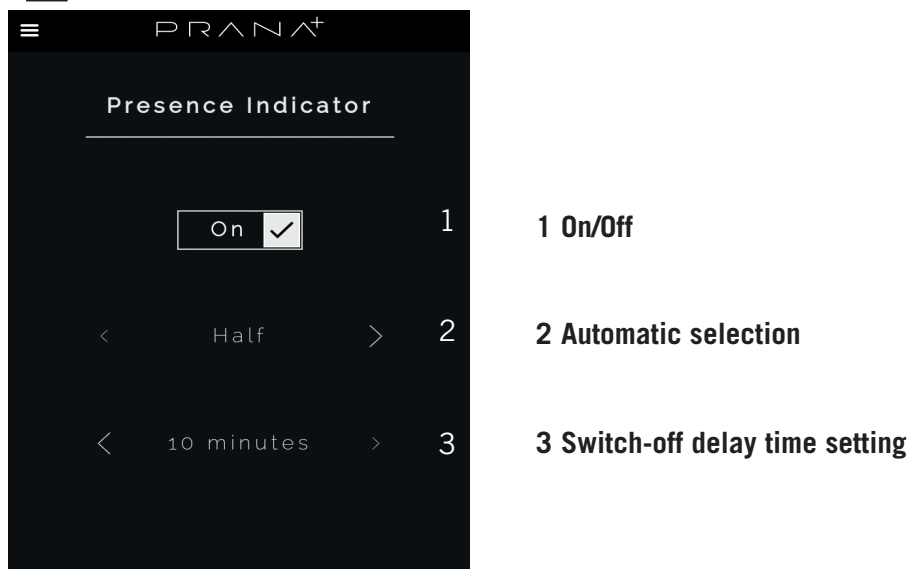 PRANA+
Presence Indicator
On 1 1 On/Off
< Half > 2 2 Automatic selection
< 10 minutes > 3 3 Switch-off delay time setting